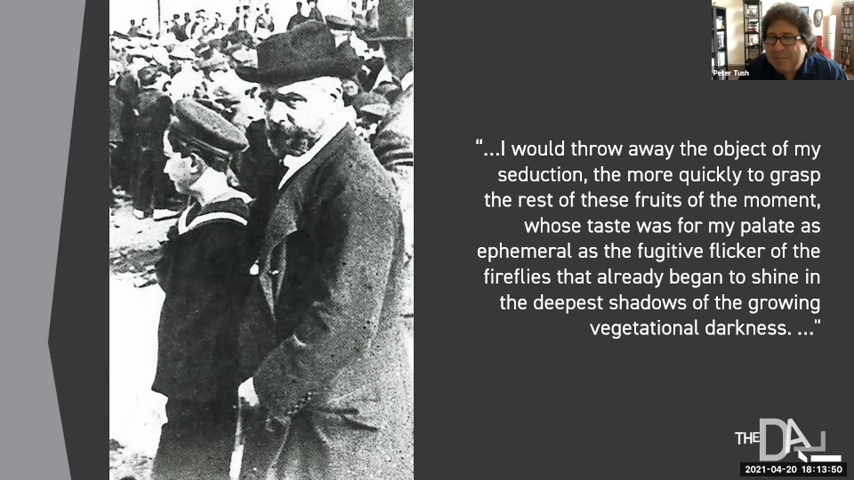 Peter Tush
“...I would throw away the object of my
seduction, the more quickly to grasp
the rest of these fruits of the moment,
whose taste was for my palate as
ephemeral as the fugitive flicker of the
fireflies that already began to shine in
the deepest shadows of the growing
vegetational darkness. ..."
THE DALÍ
2021-04-20 18:13:50